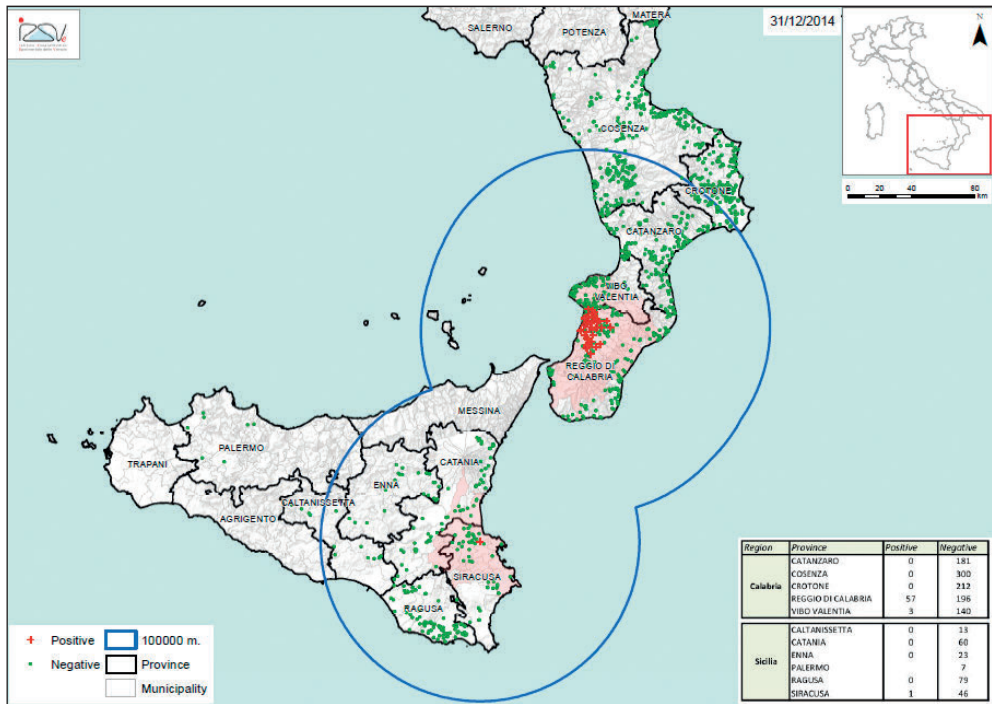 MATERA
SALERNO
POTENZA
31/12/2014
N
COSENZA
CROTONE
0 20 40 60
km
CATANZARO
VIBO
VALENTIA
REGGIO DI
CALABRIA
MESSINA
PALERMO
TRAPANI
CATANIA
ENNA
CALTANISSETTA
AGRIGENTO
SIRACUSA
RAGUSA
+ Positive 100000 m.
Negative Province
Municipality
Region Province Positive Negative
Calabria
CATANZARO 0 181
COSENZA 0 300
CROTONE 0 212
REGGIO DI CALABRIA 57 196
VIBO VALENTIA 3 140
Sicilia
CALTANISSETTA 0 13
CATANIA 0 60
ENNA 0 23
PALERMO 7
RAGUSA 0 79
SIRACUSA 1 46